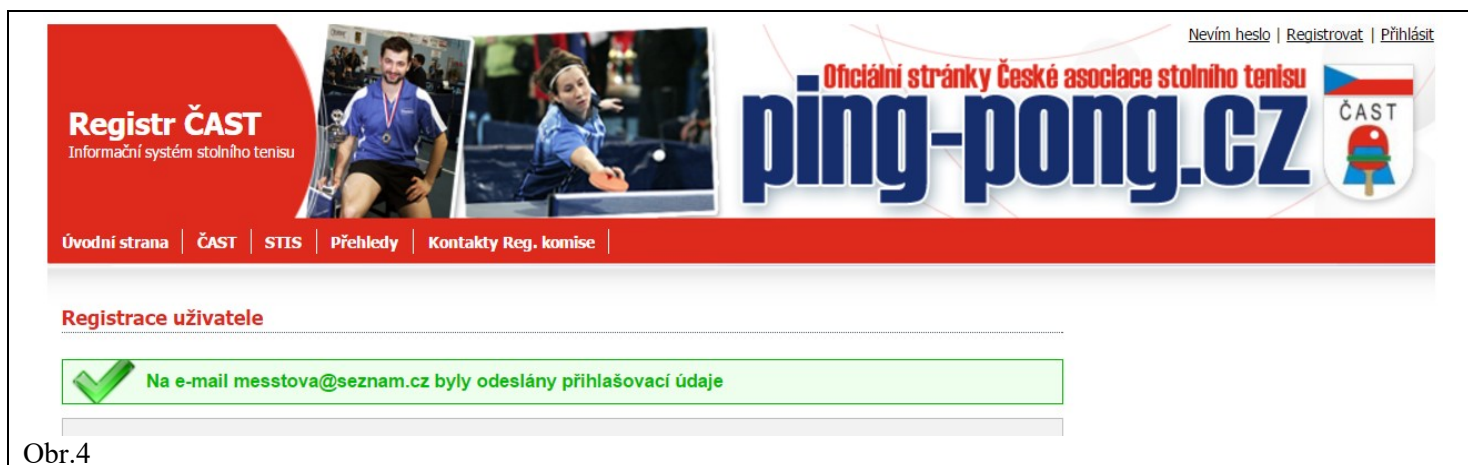 Nevím heslo | Registrovat | Přihlásit
Oficiální stránky České asociace stolního tenisu
ping-pong.cz
ČAST
Registr ČAST
Informační systém stolního tenisu
Úvodní strana | ČAST | STIS | Přehledy | Kontakty Reg. komise |
Registrace uživatele
Na e-mail messtova@seznam.cz byly odeslány přihlašovací údaje
Obr.4